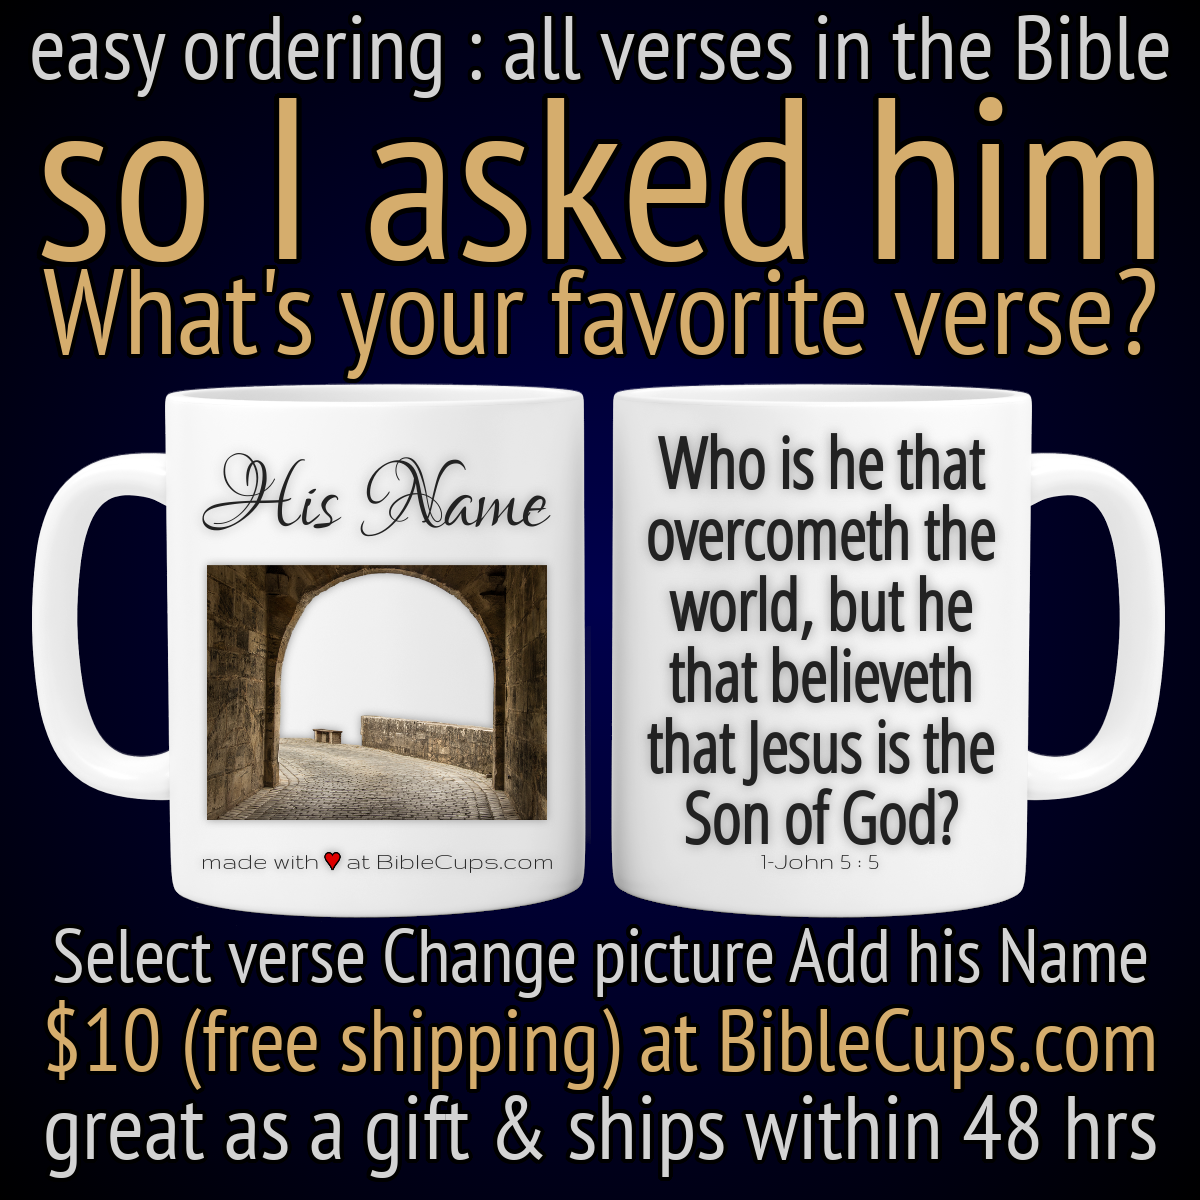 easy ordering : all verses in the Bible
so I asked him
What's your favorite verse?
His Name
made with ♥ at BibleCups.com
Who is he that
overcometh the
world, but he
that believeth
that Jesus is the
Son of God?
1-John 5 : 5
Select verse Change picture Add his Name
$10 (free shipping) at BibleCups.com
great as a gift & ships within 48 hrs